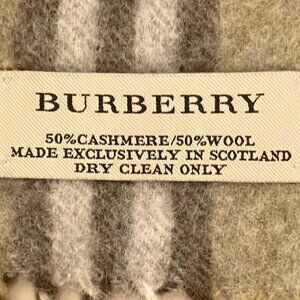 BURBERRY
50%CASHMERE/50%WOOL
MADE EXCLUSIVELY IN SCOTLAND
DRY CLEAN ONLY